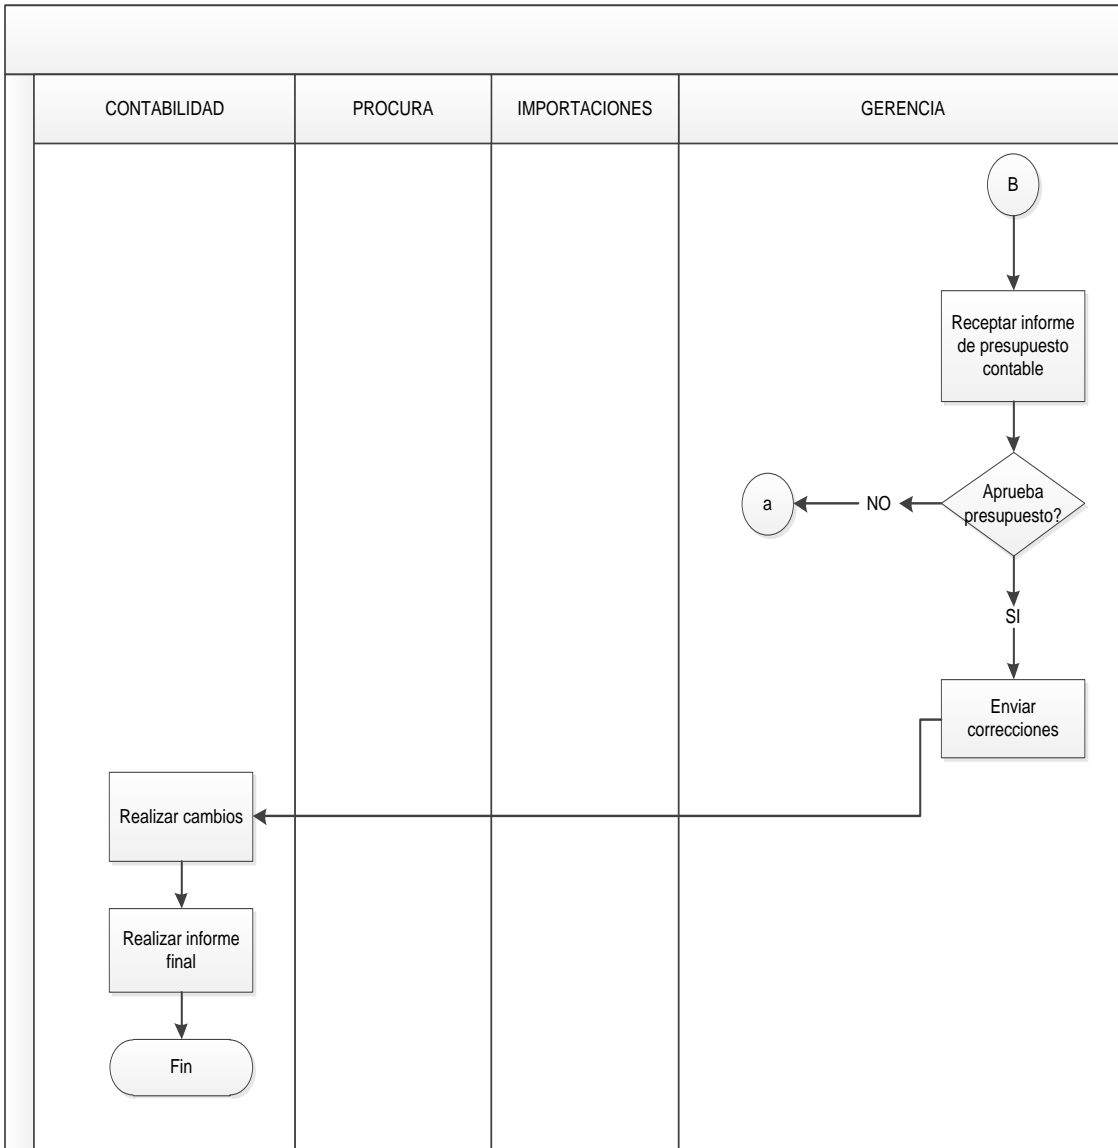 CONTABILIDAD
PROCURA
IMPORTACIONES
GERENCIA
B
Receptar informe
de presupuesto
contable
Aprueba
presupuesto?
NO
a
SI
Enviar
correcciones
Realizar cambios
Realizar informe
final
Fin